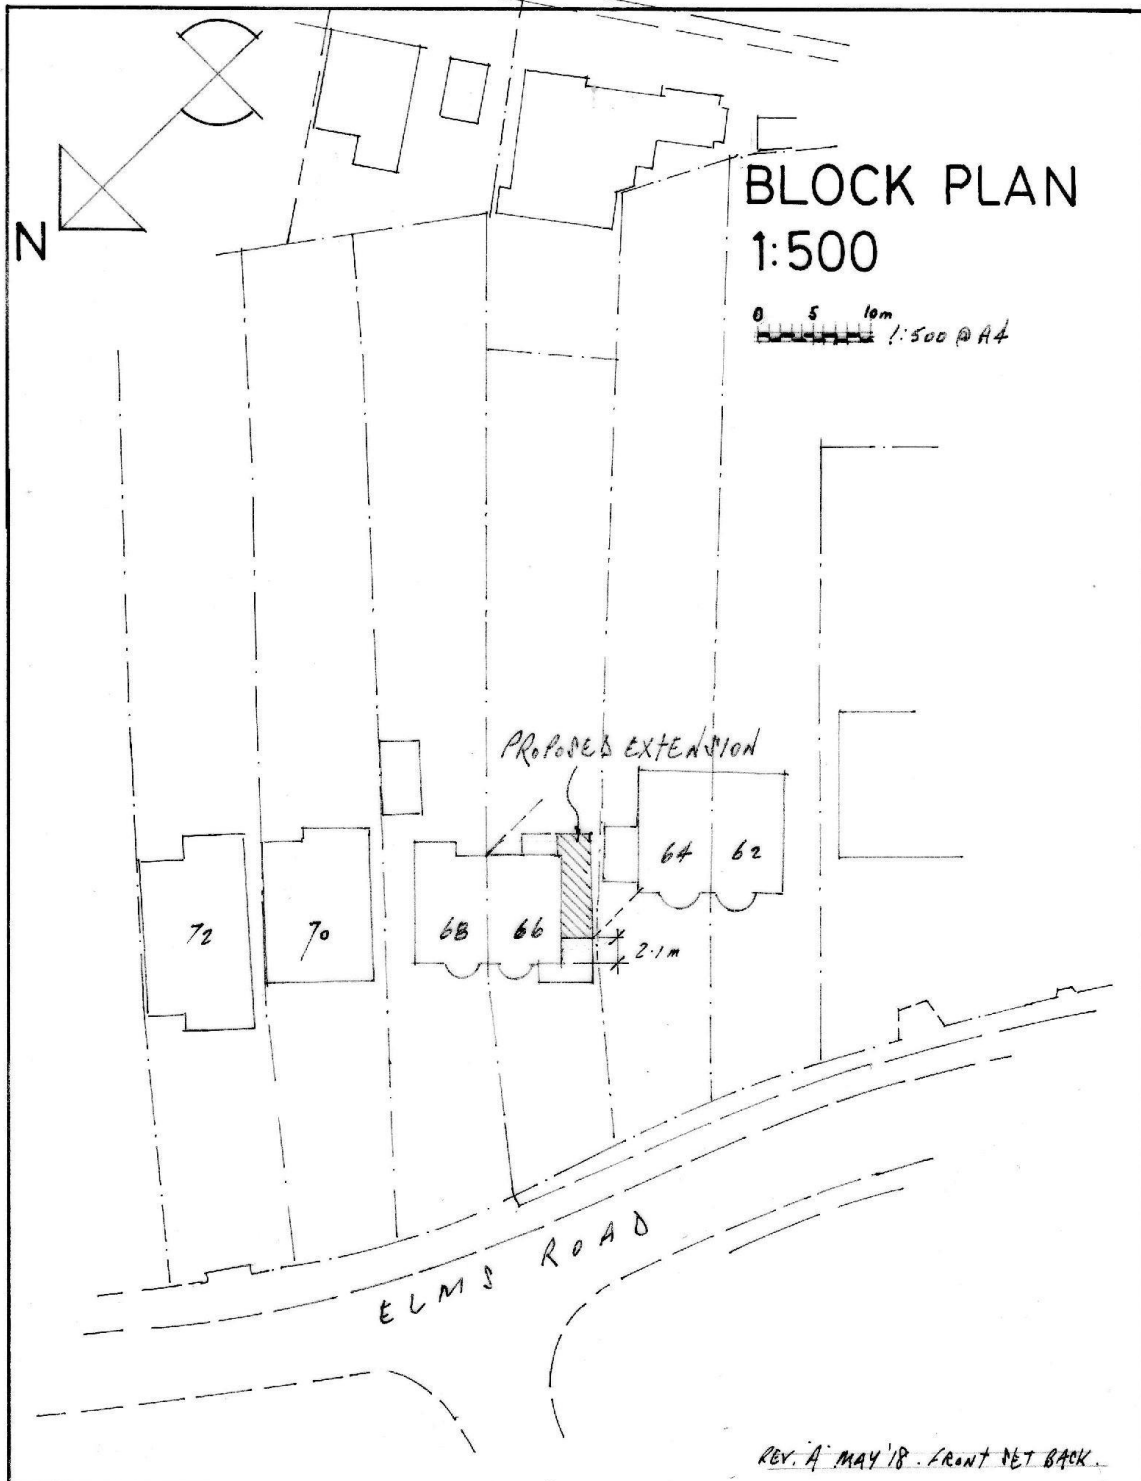 N
BLOCK PLAN
1:500
0 5 10m
1:500 @ A4
PROPOSED EXTENSION
64 62
72 70 68 66
2.1m
ELMS ROAD
REV. 'A' MAY '18. FRONT SET BACK.